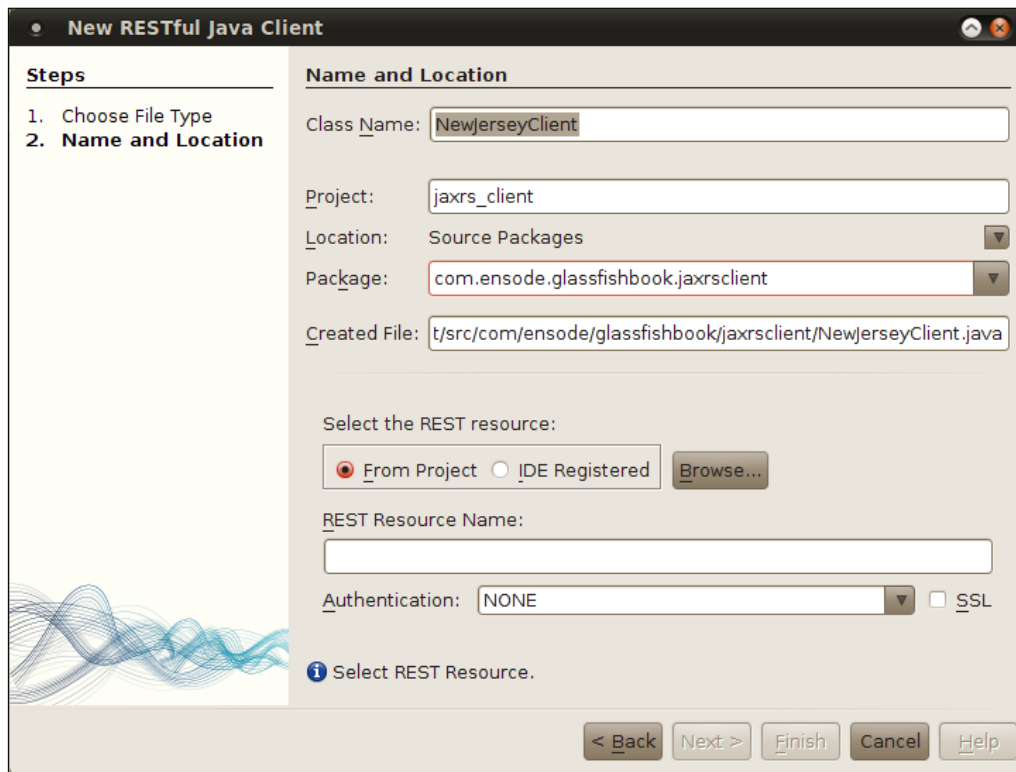 New RESTful Java Client
Steps
1. Choose File Type
2. Name and Location
Name and Location
Class Name: NewJerseyClient
Project: jaxrs_client
Location: Source Packages
Package: com.ensode.glassfishbook.jaxrsclient
Created File: t/src/com/ensode/glassfishbook/jaxrsclient/NewJerseyClient.java
Select the REST resource:
From Project IDE Registered Browse...
REST Resource Name:
Authentication: NONE SSL
Select REST Resource.
< Back Next > Finish Cancel Help